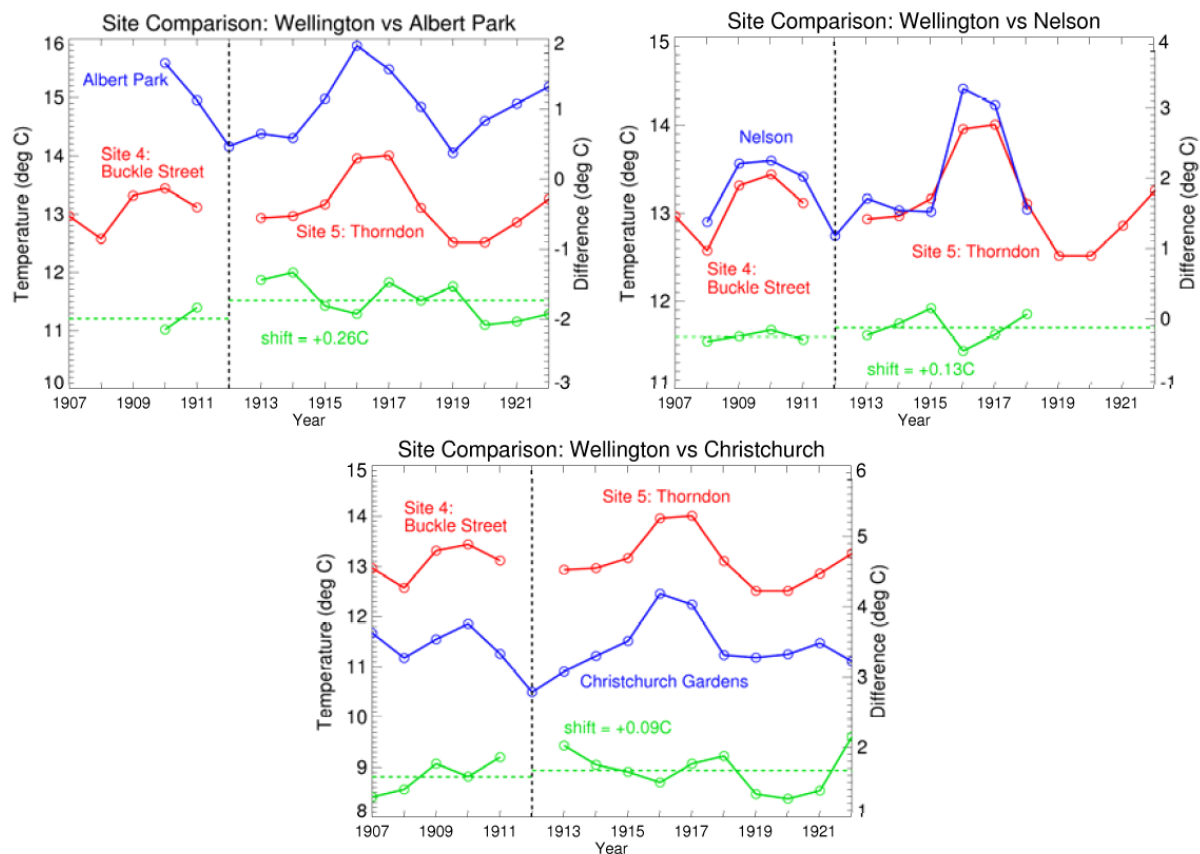 Site Comparison: Wellington vs Albert Park
16
15
14
13
12
11
10
Temperature (deg C)
Albert Park
Site 4:
Buckle Street
Site 5: Thorndon
shift = +0.26C
2
1
0
-1
-2
-3
Difference (deg C)
1907 1909 1911 1913 1915 1917 1919 1921
Year
Site Comparison: Wellington vs Nelson
15
14
13
12
11
Temperature (deg C)
Nelson
Site 4:
Buckle Street
Site 5: Thorndon
shift = +0.13C
4
3
2
1
0
-1
Difference (deg C)
1907 1909 1911 1913 1915 1917 1919 1921
Year
Site Comparison: Wellington vs Christchurch
15
14
13
12
11
10
9
8
Temperature (deg C)
Site 4:
Buckle Street
Site 5: Thorndon
Christchurch Gardens
shift = +0.09C
6
5
4
3
2
1
Difference (deg C)
1907 1909 1911 1913 1915 1917 1919 1921
Year